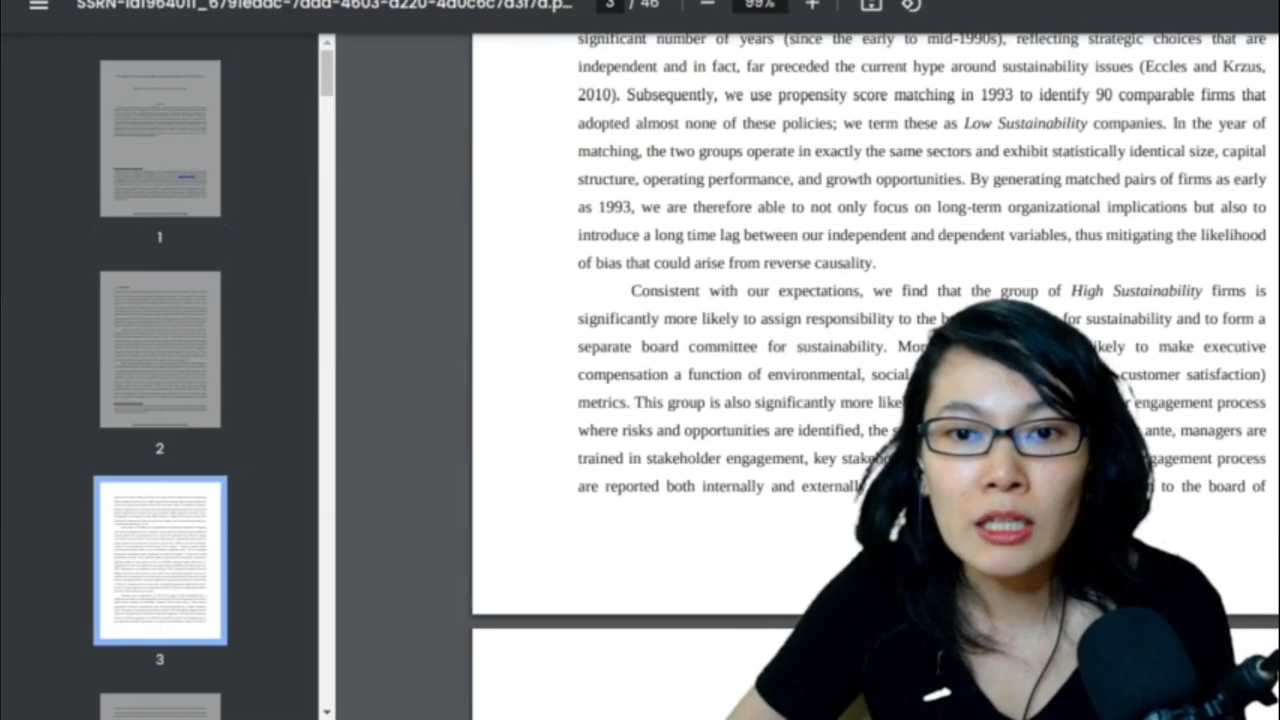 3 / 46
99%
significant number of years (since the early to mid-1990s), reflecting strategic choices that are
independent and in fact, far preceded the current hype around sustainability issues (Eccles and Krzus,
2010). Subsequently, we use propensity score matching in 1993 to identify 90 comparable firms that
adopted almost none of these policies; we term these as Low Sustainability companies. In the year of
matching, the two groups operate in exactly the same sectors and exhibit statistically identical size, capital
structure, operating performance, and growth opportunities. By generating matched pairs of firms as early
as 1993, we are therefore able to not only focus on long-term organizational implications but also to
introduce a long time lag between our independent and dependent variables, thus mitigating the likelihood
of bias that could arise from reverse causality.
Consistent with our expectations, we find that the group of High Sustainability firms is
significantly more likely to assign responsibility to the for sustainability and to form a
separate board committee for sustainability. to make executive
compensation a function of environmental, social customer satisfaction)
metrics. This group is also significantly more engagement process
where risks and opportunities are identified, the ante, managers are
trained in stakeholder engagement, key process
are reported both internally and to the board of
1
2
3